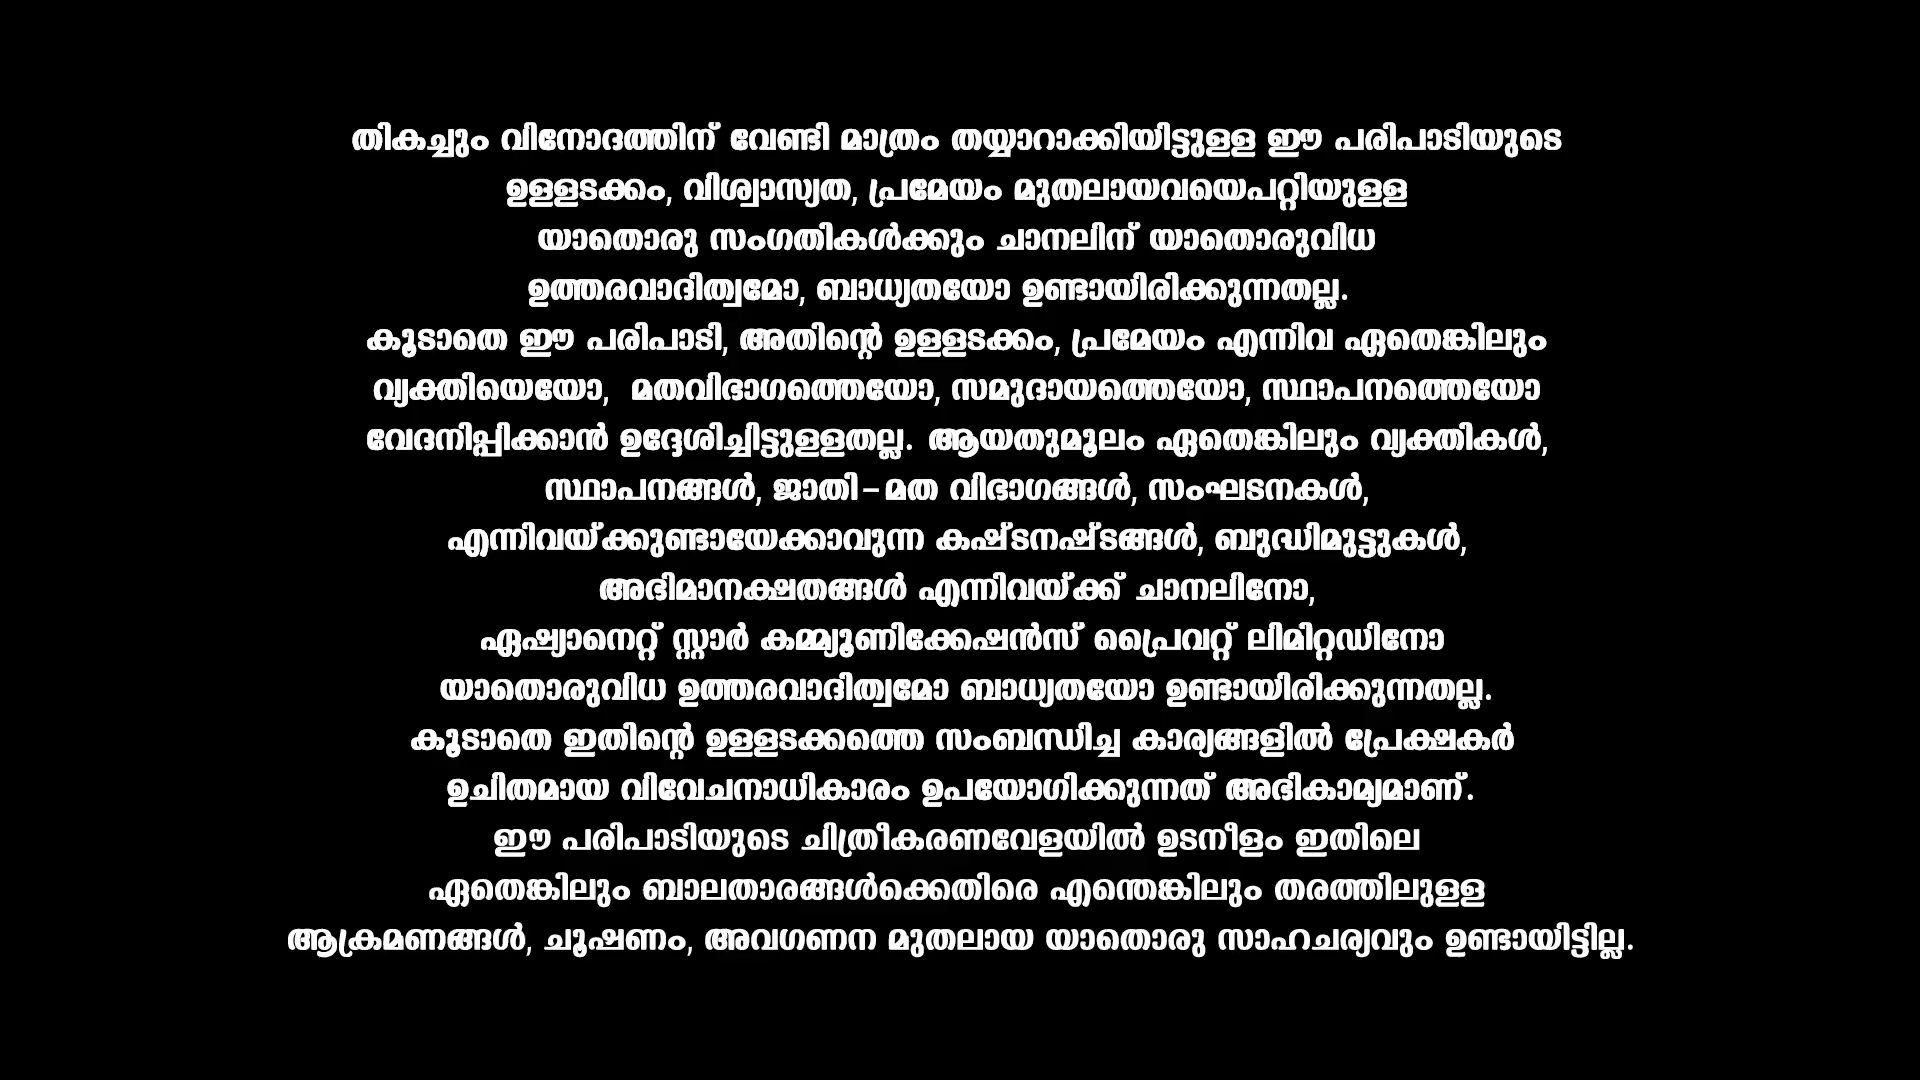 തികച്ചും വിനോദത്തിന് വേണ്ടി മാത്രം തയ്യാറാക്കിയിട്ടുള്ള ഈ പരിപാടിയുടെ
ഉള്ളടക്കം, വിശ്വാസ്യത, പ്രമേയം മുതലായവയെപറ്റിയുള്ള
യാതൊരു സംഗതികൾക്കും ചാനലിന് യാതൊരുവിധ
ഉത്തരവാദിത്വമോ, ബാധ്യതയോ ഉണ്ടായിരിക്കുന്നതല്ല.
കൂടാതെ ഈ പരിപാടി, അതിന്റെ ഉള്ളടക്കം, പ്രമേയം എന്നിവ ഏതെങ്കിലും
വ്യക്തിയെയോ, മതവിഭാഗത്തെയോ, സമുദായത്തെയോ, സ്ഥാപനത്തെയോ
വേദനിപ്പിക്കാൻ ഉദ്ദേശിച്ചിട്ടുള്ളതല്ല. ആയതുമൂലം ഏതെങ്കിലും വ്യക്തികൾ,
സ്ഥാപനങ്ങൾ, ജാതി-മത വിഭാഗങ്ങൾ, സംഘടനകൾ,
എന്നിവയ്ക്കുണ്ടായേക്കാവുന്ന കഷ്ടനഷ്ടങ്ങൾ, ബുദ്ധിമുട്ടുകൾ,
അഭിമാനക്ഷതങ്ങൾ എന്നിവയ്ക്ക് ചാനലിനോ,
ഏഷ്യാനെറ്റ് സ്റ്റാർ കമ്മ്യൂണിക്കേഷൻസ് പ്രൈവറ്റ് ലിമിറ്റഡിനോ
യാതൊരുവിധ ഉത്തരവാദിത്വമോ ബാധ്യതയോ ഉണ്ടായിരിക്കുന്നതല്ല.
കൂടാതെ ഇതിന്റെ ഉള്ളടക്കത്തെ സംബന്ധിച്ച കാര്യങ്ങളിൽ പ്രേക്ഷകർ
ഉചിതമായ വിവേചനാധികാരം ഉപയോഗിക്കുന്നത് അഭികാമ്യമാണ്.
ഈ പരിപാടിയുടെ ചിത്രീകരണവേളയിൽ ഉടനീളം ഇതിലെ
ഏതെങ്കിലും ബാലതാരങ്ങൾക്കെതിരെ എന്തെങ്കിലും തരത്തിലുള്ള
ആക്രമണങ്ങൾ, ചൂഷണം, അവഗണന മുതലായ യാതൊരു സാഹചര്യവും ഉണ്ടായിട്ടില്ല.